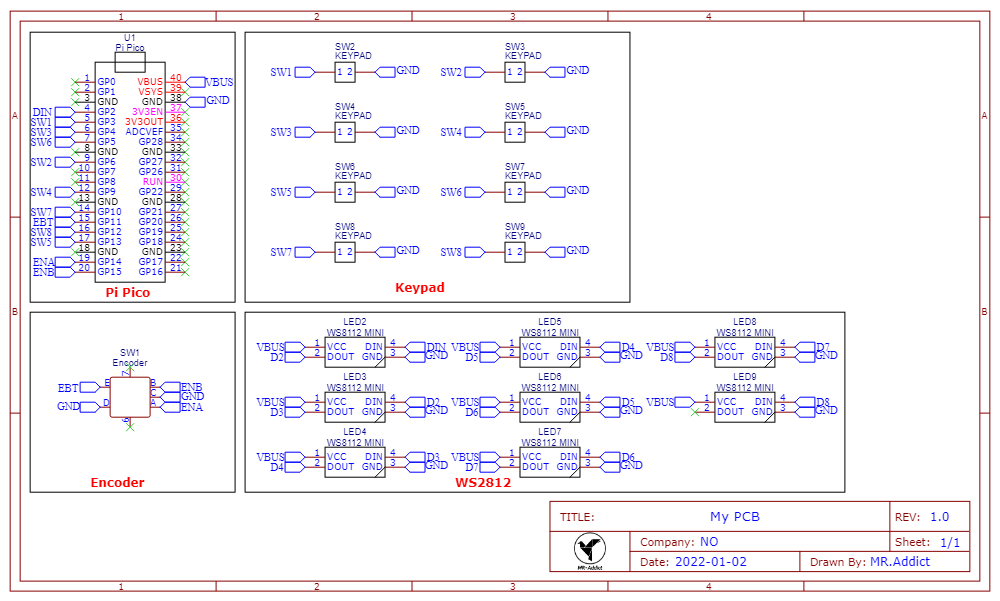 1 2 3 4
A A
B B
U1
Pi Pico
1 GP0 VBUS 40 VBUS
2 GP1 VSYS 39
3 GND GND 38 GND
DIN 4 GP2 3V3EN 37
SW1 5 GP3 3V3OUT 36
SW3 6 GP4 ADCVEF 35
SW6 7 GP5 GP28 34
8 GND GND 33
SW2 9 GP6 GP27 32
10 GP7 GP26 31
11 GP8 RUN 30
SW4 12 GP9 GP22 29
13 GND GND 28
SW7 14 GP10 GP21 27
EBT 15 GP11 GP20 26
SW8 16 GP12 GP19 25
SW5 17 GP13 GP18 24
18 GND GND 23
ENA 19 GP14 GP17 22
ENB 20 GP15 GP16 21
Pi Pico
SW2 SW3
KEYPAD KEYPAD
SW1 1 2 GND SW2 1 2 GND
SW4 SW5
KEYPAD KEYPAD
SW3 1 2 GND SW4 1 2 GND
SW6 SW7
KEYPAD KEYPAD
SW5 1 2 GND SW6 1 2 GND
SW8 SW9
KEYPAD KEYPAD
SW7 1 2 GND SW8 1 2 GND
Keypad
SW1
Encoder
EBT E B ENB
C GND
GND D A ENA
Encoder
LED2 LED5 LED8
WS8112 MINI WS8112 MINI WS8112 MINI
VBUS 1 VCC DIN 4 DIN VBUS 1 VCC DIN 4 D4 VBUS 1 VCC DIN 4 D7
D2 2 DOUT GND 3 GND D5 2 DOUT GND 3 GND D8 2 DOUT GND 3 GND
LED3 LED6 LED9
WS8112 MINI WS8112 MINI WS8112 MINI
VBUS 1 VCC DIN 4 D2 VBUS 1 VCC DIN 4 D5 VBUS 1 VCC DIN 4 D8
D3 2 DOUT GND 3 GND D6 2 DOUT GND 3 GND 2 DOUT GND 3 GND
LED4 LED7
WS8112 MINI WS8112 MINI
VBUS 1 VCC DIN 4 D3 VBUS 1 VCC DIN 4 D6
D4 2 DOUT GND 3 GND D7 2 DOUT GND 3 GND
WS2812
TITLE: My PCB REV: 1.0
Company: NO Sheet: 1/1
Date: 2022-01-02 Drawn By: MR.Addict
MR·Addict
1 2 3 4